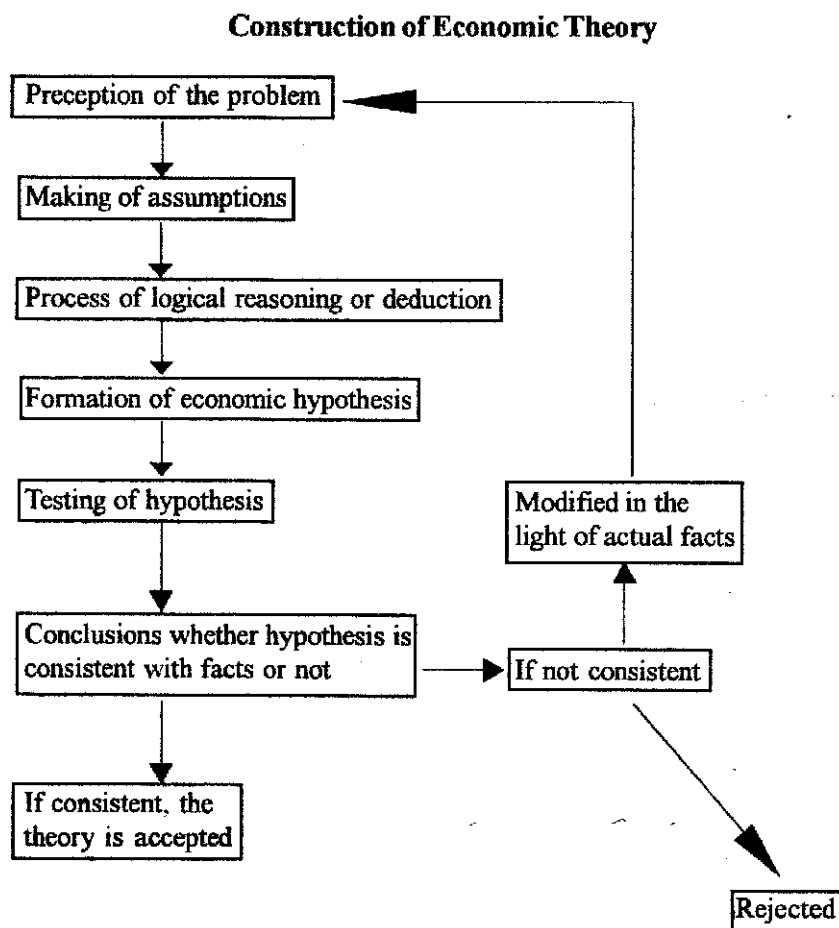 Construction of Economic Theory
Preception of the problem
Making of assumptions
Process of logical reasoning or deduction
Formation of economic hypothesis
Testing of hypothesis
Modified in the
light of actual facts
Conclusions whether hypothesis is
consistent with facts or not
If not consistent
If consistent, the
theory is accepted
Rejected